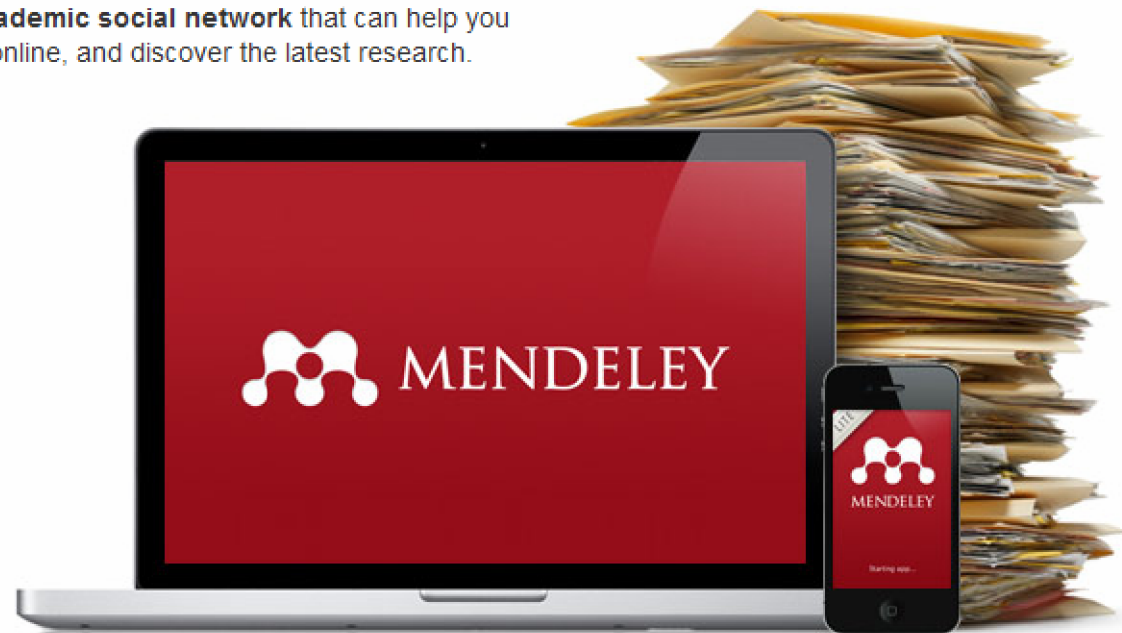 ademic social network that can help you
online, and discover the latest research.
MENDELEY
LITE
MENDELEY
Starting app...